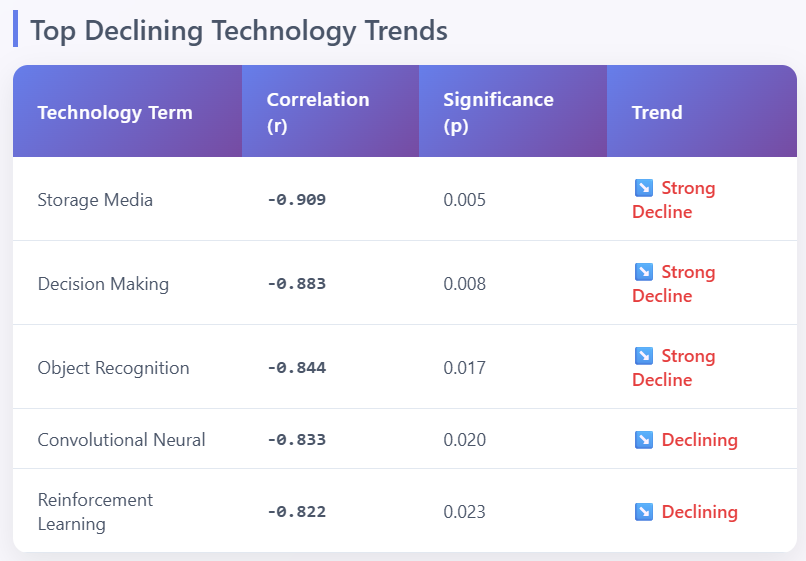 Top Declining Technology Trends
Technology Term
Correlation
(r)
Significance
(p)
Trend
Storage Media
-0.909
0.005
↘️ Strong
Decline
Decision Making
-0.883
0.008
↘️ Strong
Decline
Object Recognition
-0.844
0.017
↘️ Strong
Decline
Convolutional Neural
-0.833
0.020
↘️ Declining
Reinforcement
Learning
-0.822
0.023
↘️ Declining